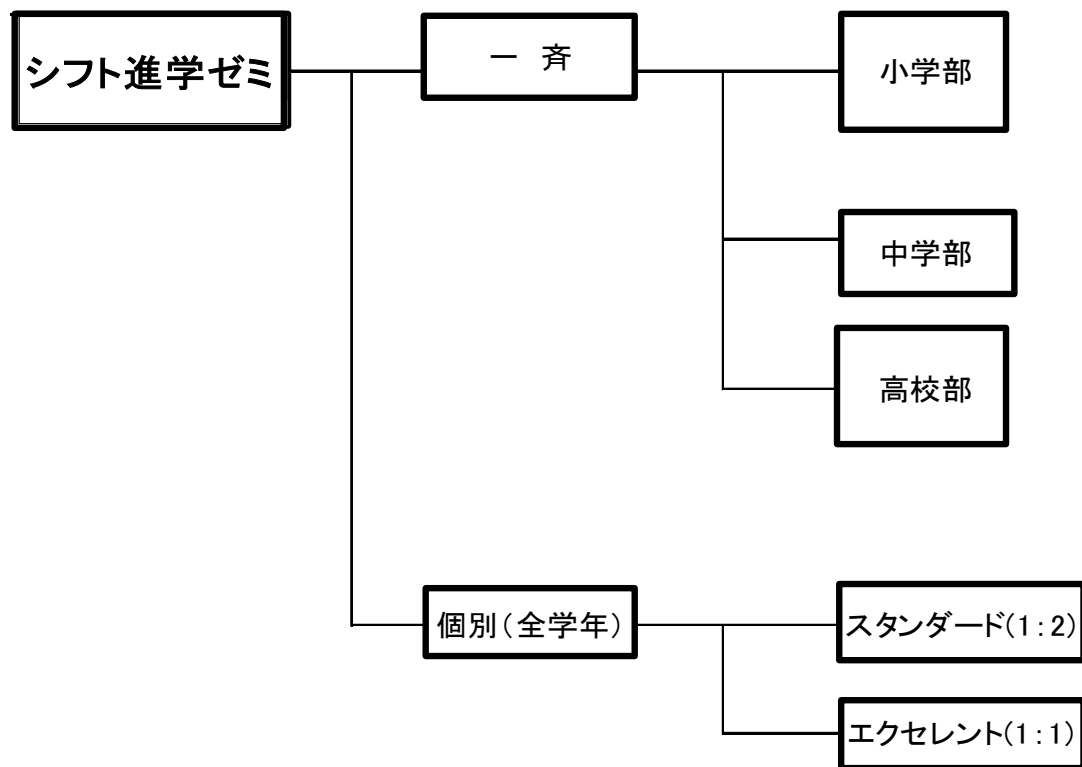 シフト進学ゼミ
一 斉
小学部
中学部
高校部
個別(全学年)
スタンダード(1:2)
エクセレント(1:1)